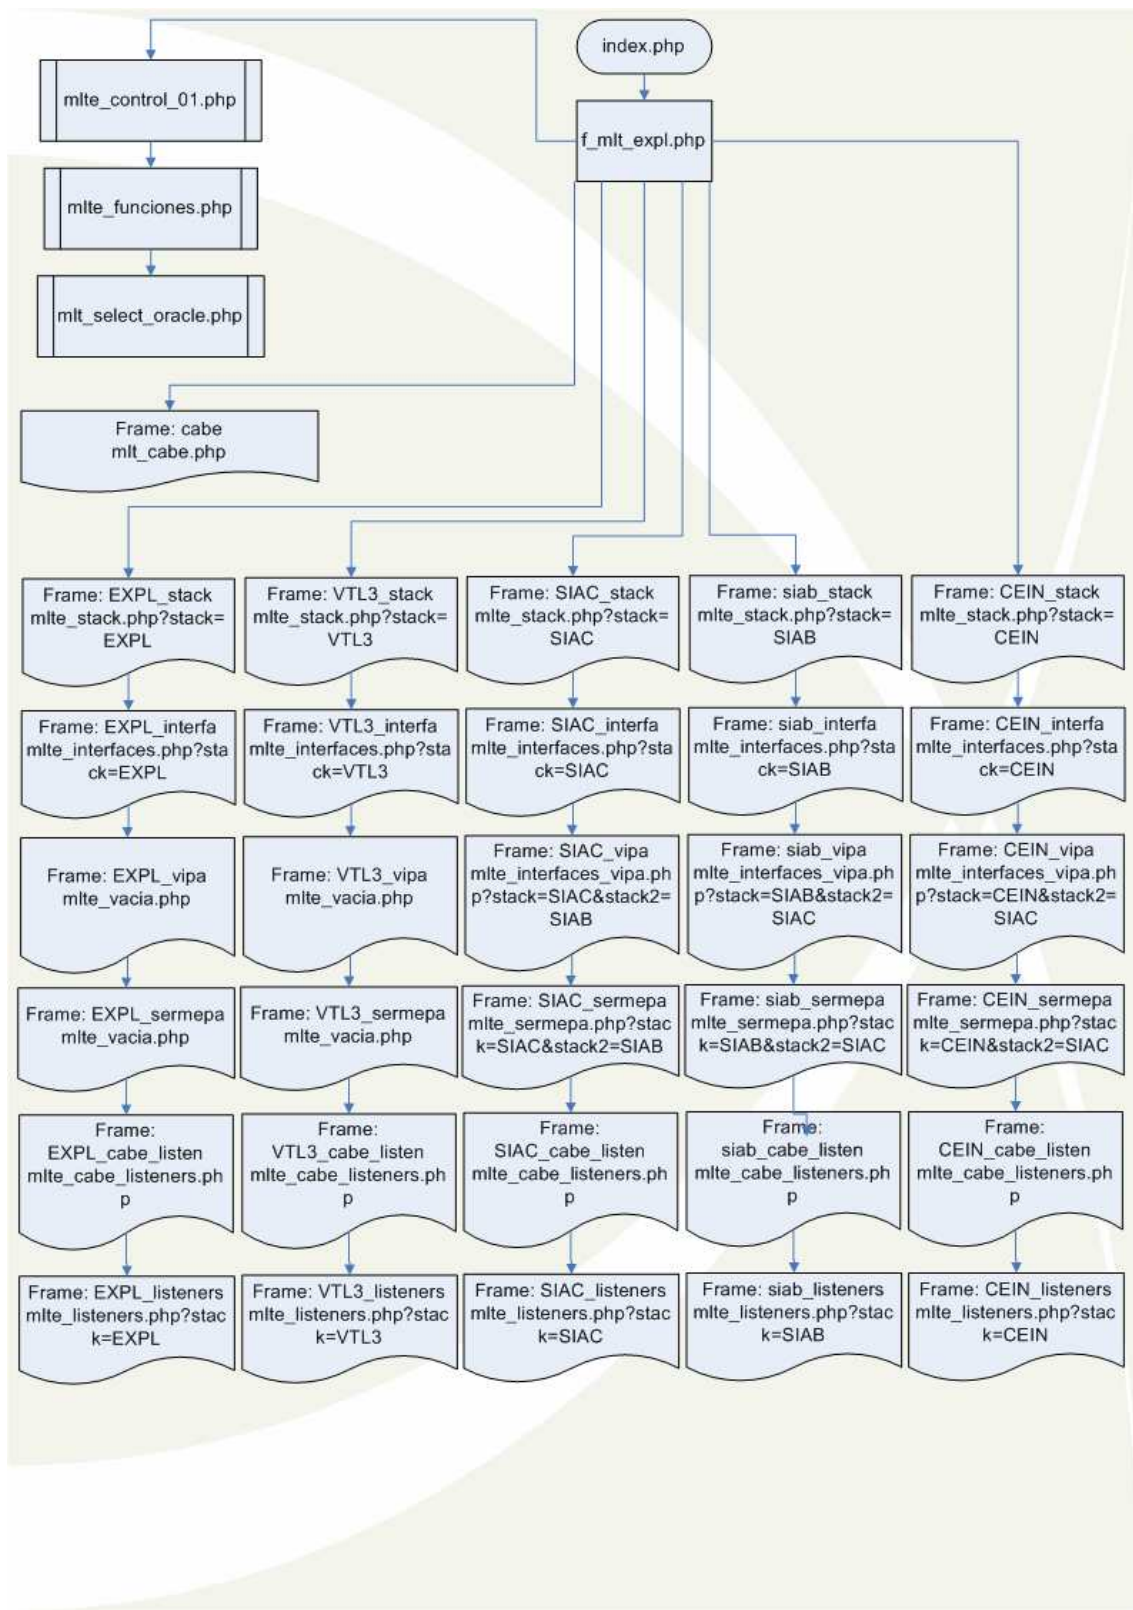 index.php
mlte_control_01.php
f_mlt_expl.php
mlte_funciones.php
mlt_select_oracle.php
Frame: cabe
mlt_cabe.php
Frame: EXPL_stack
mlte_stack.php?stack=
EXPL
Frame: VTL3_stack
mlte_stack.php?stack=
VTL3
Frame: SIAC_stack
mlte_stack.php?stack=
SIAC
Frame: siab_stack
mlte_stack.php?stack=
SIAB
Frame: CEIN_stack
mlte_stack.php?stack=
CEIN
Frame: EXPL_interfa
mlte_interfaces.php?sta
ck=EXPL
Frame: VTL3_interfa
mlte_interfaces.php?sta
ck=VTL3
Frame: SIAC_interfa
mlte_interfaces.php?sta
ck=SIAC
Frame: siab_interfa
mlte_interfaces.php?sta
ck=SIAB
Frame: CEIN_interfa
mlte_interfaces.php?sta
ck=CEIN
Frame: EXPL_vipa
mlte_vacia.php
Frame: VTL3_vipa
mlte_vacia.php
Frame: SIAC_vipa
mlte_interfaces_vipa.ph
p?stack=SIAC&stack2=
SIAB
Frame: siab_vipa
mlte_interfaces_vipa.ph
p?stack=SIAB&stack2=
SIAC
Frame: CEIN_vipa
mlte_interfaces_vipa.ph
p?stack=CEIN&stack2=
SIAC
Frame: EXPL_sermepa
mlte_vacia.php
Frame: VTL3_sermepa
mlte_vacia.php
Frame: SIAC_sermepa
mlte_sermepa.php?stac
k=SIAC&stack2=SIAB
Frame: siab_sermepa
mlte_sermepa.php?stac
k=SIAB&stack2=SIAC
Frame: CEIN_sermepa
mlte_sermepa.php?stac
k=CEIN&stack2=SIAC
Frame:
EXPL_cabe_listen
mlte_cabe_listeners.ph
p
Frame:
VTL3_cabe_listen
mlte_cabe_listeners.ph
p
Frame:
SIAC_cabe_listen
mlte_cabe_listeners.ph
p
Frame:
siab_cabe_listen
mlte_cabe_listeners.ph
p
Frame:
CEIN_cabe_listen
mlte_cabe_listeners.ph
p
Frame: EXPL_listeners
mlte_listeners.php?stac
k=EXPL
Frame: VTL3_listeners
mlte_listeners.php?stac
k=VTL3
Frame: SIAC_listeners
mlte_listeners.php?stac
k=SIAC
Frame: siab_listeners
mlte_listeners.php?stac
k=SIAB
Frame: CEIN_listeners
mlte_listeners.php?stac
k=CEIN